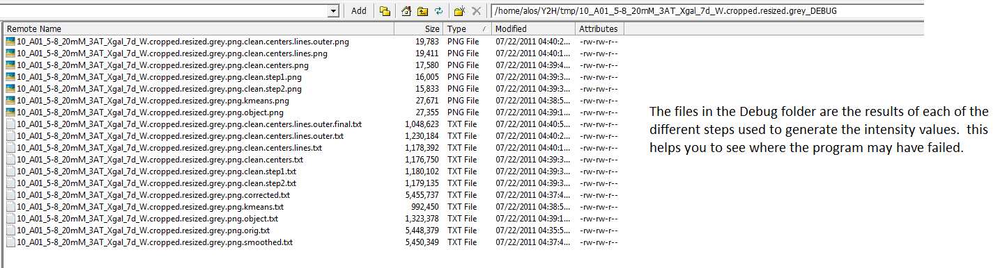 Add /home/alos/Y2H/tmp/10_A01_5-8_20mM_3AT_Xgal_7d_W.cropped.resized.grey_DEBUG
Remote Name Size Type / Modified Attributes
10_A01_5-8_20mM_3AT_Xgal_7d_W.cropped.resized.grey.png.clean.centers.lines.outer.png 19,783 PNG File 07/22/2011 04:40:2... -rw-rw-r--
10_A01_5-8_20mM_3AT_Xgal_7d_W.cropped.resized.grey.png.clean.centers.lines.png 19,411 PNG File 07/22/2011 04:40:1... -rw-rw-r--
10_A01_5-8_20mM_3AT_Xgal_7d_W.cropped.resized.grey.png.clean.centers.png 17,580 PNG File 07/22/2011 04:39:4... -rw-rw-r--
10_A01_5-8_20mM_3AT_Xgal_7d_W.cropped.resized.grey.png.clean.step1.png 16,005 PNG File 07/22/2011 04:39:3... -rw-rw-r--
10_A01_5-8_20mM_3AT_Xgal_7d_W.cropped.resized.grey.png.clean.step2.png 15,833 PNG File 07/22/2011 04:39:3... -rw-rw-r--
10_A01_5-8_20mM_3AT_Xgal_7d_W.cropped.resized.grey.png.kmeans.png 27,671 PNG File 07/22/2011 04:38:5... -rw-rw-r--
10_A01_5-8_20mM_3AT_Xgal_7d_W.cropped.resized.grey.png.object.png 27,355 PNG File 07/22/2011 04:39:1... -rw-rw-r--
10_A01_5-8_20mM_3AT_Xgal_7d_W.cropped.resized.grey.png.clean.centers.lines.outer.final.txt 1,048,623 TXT File 07/22/2011 04:40:5... -rw-rw-r--
10_A01_5-8_20mM_3AT_Xgal_7d_W.cropped.resized.grey.png.clean.centers.lines.outer.txt 1,230,184 TXT File 07/22/2011 04:40:2... -rw-rw-r--
10_A01_5-8_20mM_3AT_Xgal_7d_W.cropped.resized.grey.png.clean.centers.lines.txt 1,178,392 TXT File 07/22/2011 04:40:1... -rw-rw-r--
10_A01_5-8_20mM_3AT_Xgal_7d_W.cropped.resized.grey.png.clean.centers.txt 1,176,750 TXT File 07/22/2011 04:39:3... -rw-rw-r--
10_A01_5-8_20mM_3AT_Xgal_7d_W.cropped.resized.grey.png.clean.step1.txt 1,180,102 TXT File 07/22/2011 04:39:3... -rw-rw-r--
10_A01_5-8_20mM_3AT_Xgal_7d_W.cropped.resized.grey.png.clean.step2.txt 1,179,135 TXT File 07/22/2011 04:39:3... -rw-rw-r--
10_A01_5-8_20mM_3AT_Xgal_7d_W.cropped.resized.grey.png.corrected.txt 5,455,737 TXT File 07/22/2011 04:37:4... -rw-rw-r--
10_A01_5-8_20mM_3AT_Xgal_7d_W.cropped.resized.grey.png.kmeans.txt 992,450 TXT File 07/22/2011 04:38:5... -rw-rw-r--
10_A01_5-8_20mM_3AT_Xgal_7d_W.cropped.resized.grey.png.object.txt 1,323,378 TXT File 07/22/2011 04:39:1... -rw-rw-r--
10_A01_5-8_20mM_3AT_Xgal_7d_W.cropped.resized.grey.png.orig.txt 5,448,379 TXT File 07/22/2011 04:35:5... -rw-rw-r--
10_A01_5-8_20mM_3AT_Xgal_7d_W.cropped.resized.grey.png.smoothed.txt 5,450,349 TXT File 07/22/2011 04:37:4... -rw-rw-r--
The files in the Debug folder are the results of each of the
different steps used to generate the intensity values.  this
helps you to see where the program may have failed.